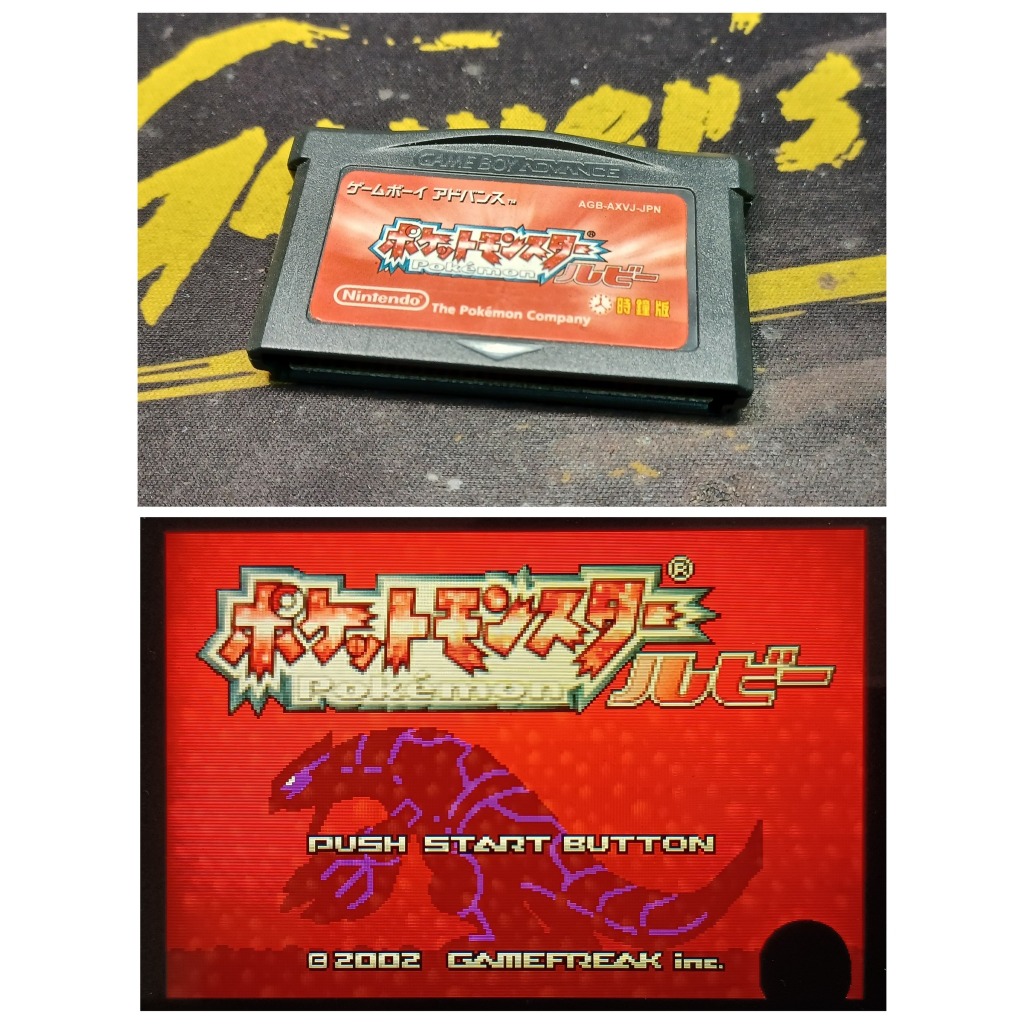 GAME BOY ADVANCE
ゲームボーイ アドバンス™
AGB-AXVJ-JPN
ポケットモンスター®
Pokémon ルビー
Nintendo The Pokémon Company
時鐘版
ポケットモンスター®
Pokémon ルビー
PUSH START BUTTON
©2002 GAMEFREAK inc.